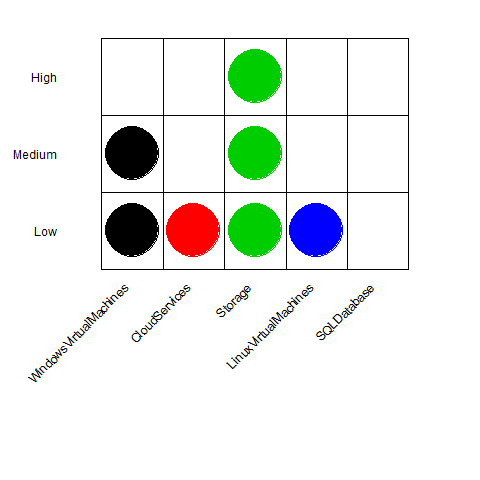 High
Medium
Low
WindowsVirtualMachines
CloudServices
Storage
LinuxVirtualMachines
SQLDatabase